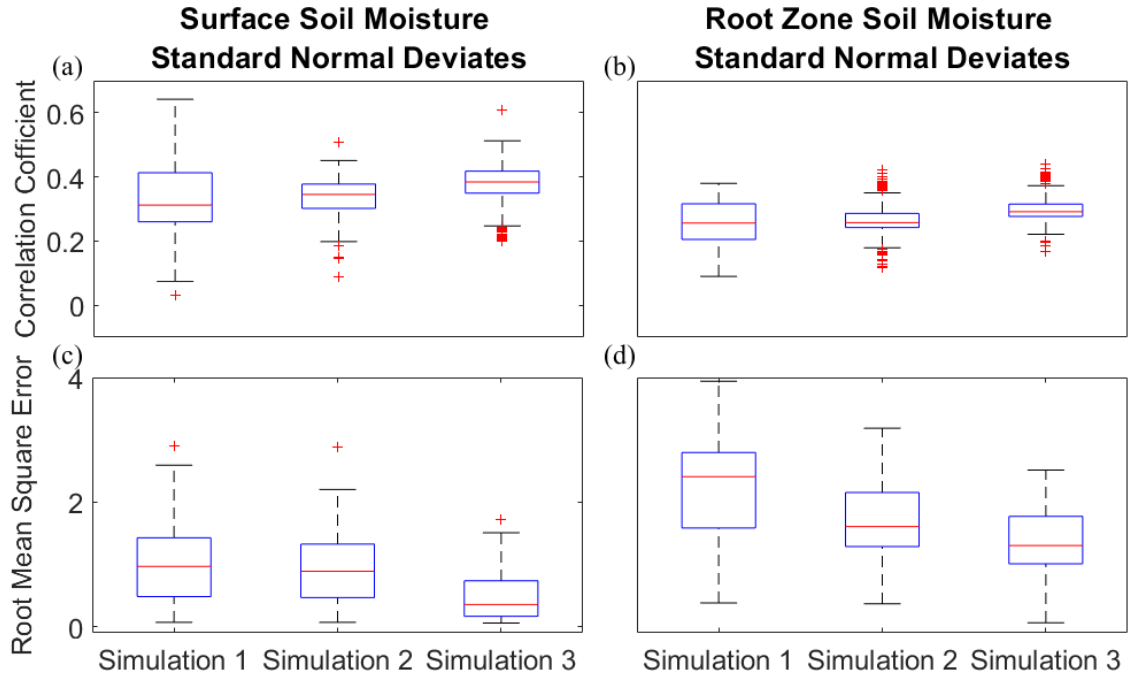 Surface Soil Moisture
Standard Normal Deviates
Root Zone Soil Moisture
Standard Normal Deviates
(a)
(b)
Correlation Cofficient
0.6
0.4
0.2
0
(c)
(d)
Root Mean Square Error
4
2
0
Simulation 1 Simulation 2 Simulation 3
Simulation 1 Simulation 2 Simulation 3